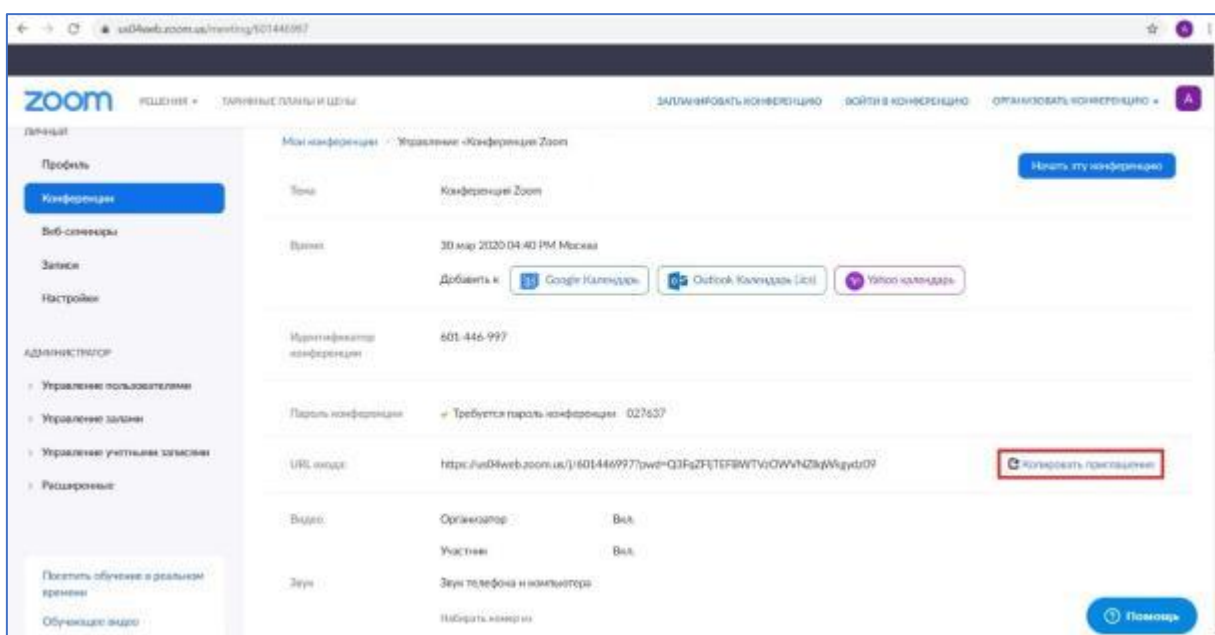 us04web.zoom.us/meeting/601446997
zoom РЕШЕНИЯ ТАРИФНЫЕ ПЛАНЫ И ЦЕНЫ ЗАПЛАНИРОВАТЬ КОНФЕРЕНЦИЮ ВОЙТИ В КОНФЕРЕНЦИЮ ОРГАНИЗОВАТЬ КОНФЕРЕНЦИЮ A
ЛИЧНЫЙ
Профиль
Конференции
Веб-семинары
Записи
Настройки
АДМИНИСТРАТОР
Управление пользователями
Управление залами
Управление учетными записями
Расширенные
Посетить обучение в реальном
времени
Обучающее видео
Мои конференции Управление «Конференция Zoom
Начать эту конференцию
Тема Конференция Zoom
Время 30 мар 2020 04:40 PM Москва
Добавить к Google Календарь Outlook Календарь (.ics) Yahoo календарь
Идентификатор 601-446-997
конференции
Пароль конференции Требуется пароль конференции 027637
URL входа: Копировать приглашение
Видео Организатор Вкл.
Участник Вкл.
Звук Звук телефона и компьютера
Набирать номер из
Помощь